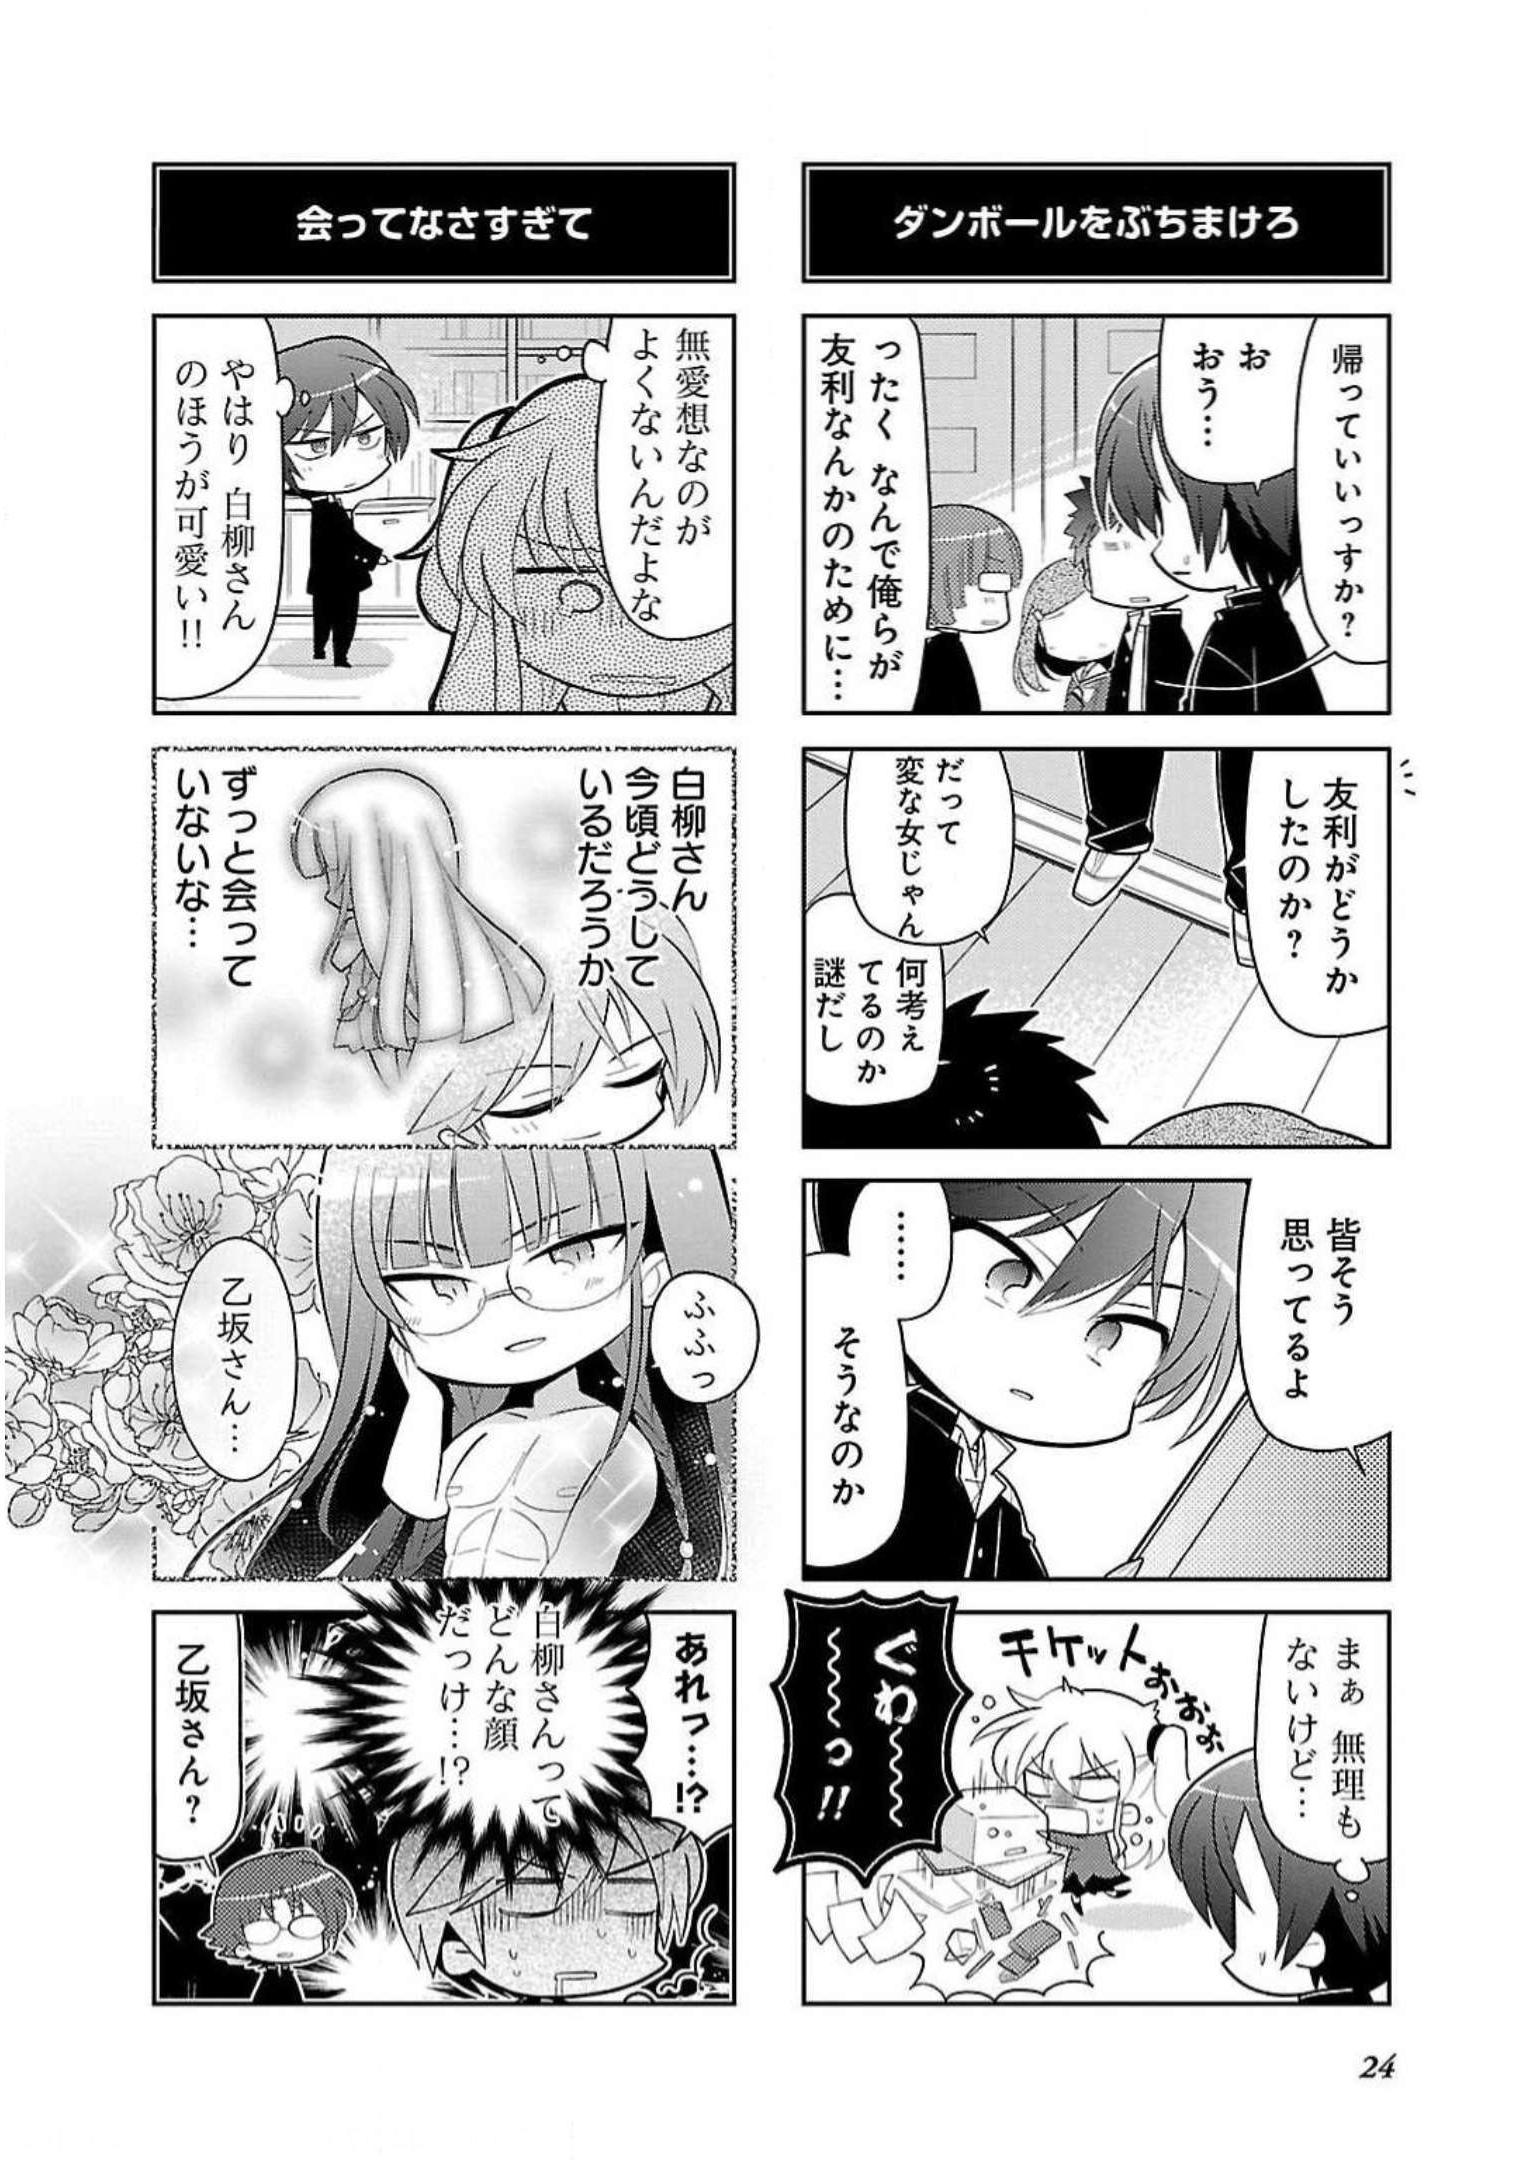 ダンボールをぶちまけろ
帰っていいっすか?
お
おう…
ったく なんで俺らが
友利なんかのために…
友利がどうか
したのか?
だって
変な女じゃん
何考え
てるのか
謎だし
皆そう
思ってるよ
……
そうなのか
まぁ 無理も
ないけど…
チケットおおおぉ
ぐわ〜〜
〜〜〜〜っ!!
会ってなさすぎて
無愛想なのが
よくないんだよな
やはり 白柳さん
のほうが可愛い!!
白柳さん
今頃どうして
いるだろうか
ずっと会って
いないな…
ふふっ
乙坂さん…
あれっ…!?
白柳さんって
どんな顔
だっけ…!?
乙坂さん?
24